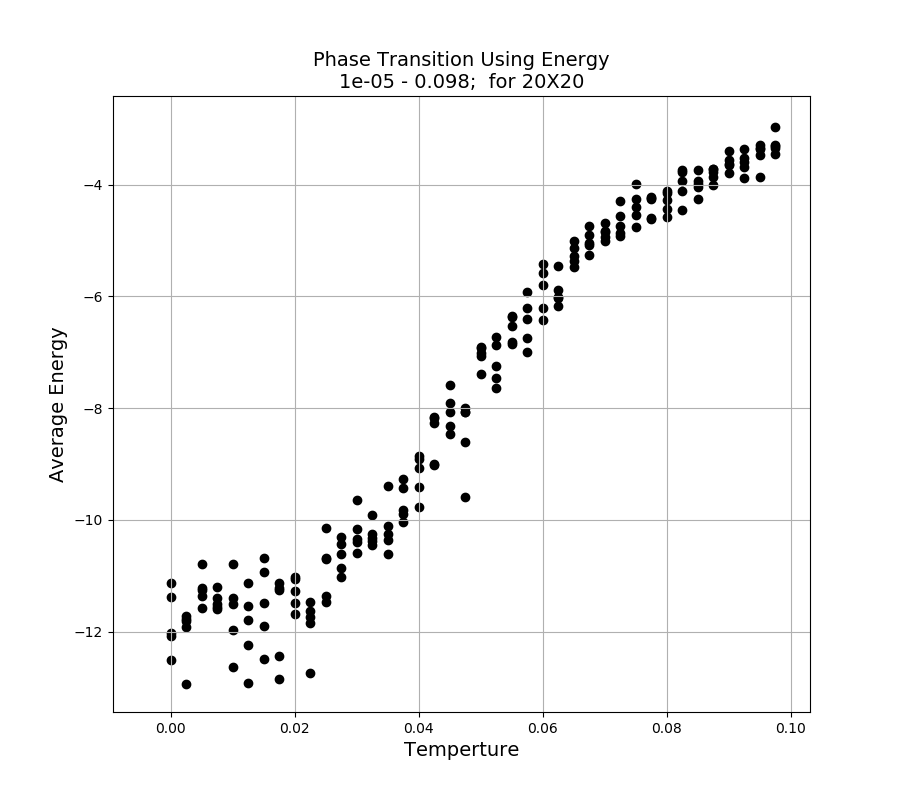 Phase Transition Using Energy
1e-05 - 0.098;  for 20X20
Average Energy
−4
−6
−8
−10
−12
0.00 0.02 0.04 0.06 0.08 0.10
Temperture